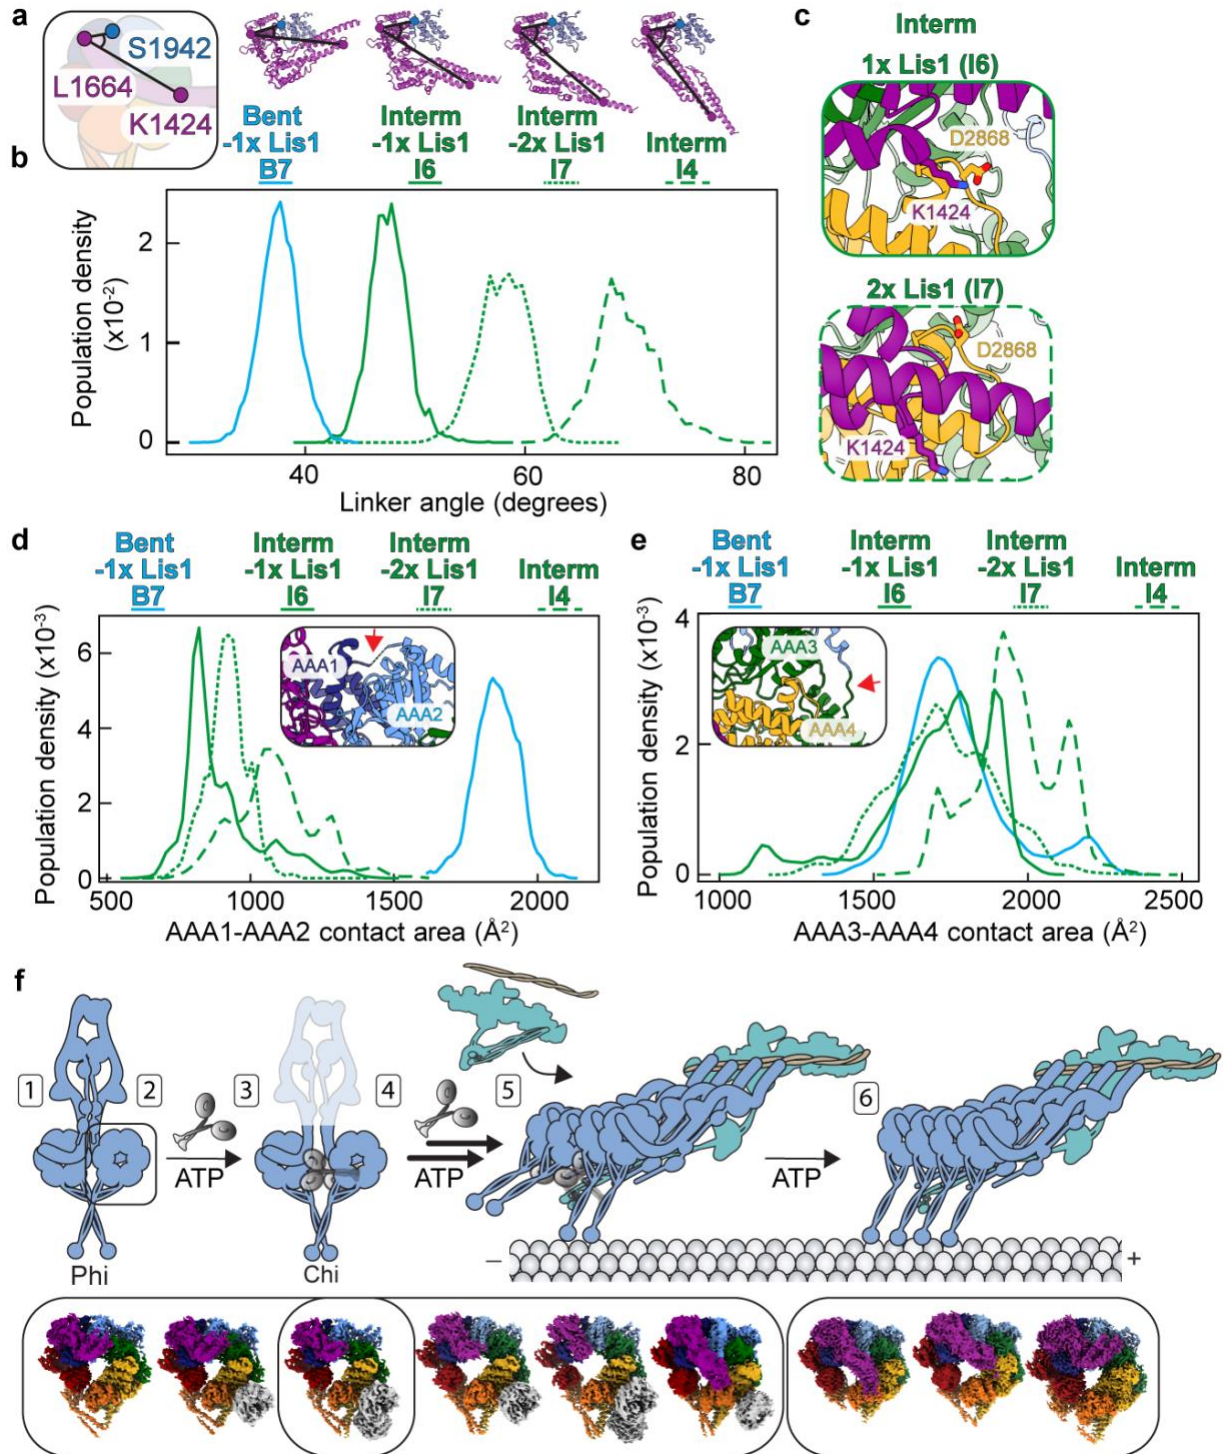 a
S1942
L1664
K1424
Bent
-1x Lis1
B7
Interm
-1x Lis1
I6
Interm
-2x Lis1
I7
Interm
I4
b
Population density
(x10-2)
2
1
0
40
60
80
Linker angle (degrees)
c
Interm
1x Lis1 (I6)
D2868
K1424
2x Lis1 (I7)
D2868
K1424
d
Bent
-1x Lis1
B7
Interm
-1x Lis1
I6
Interm
-2x Lis1
I7
Interm
I4
Population density (x10-3)
6
4
2
0
AAA1
AAA2
500
1000
1500
2000
AAA1-AAA2 contact area (Å2)
e
Bent
-1x Lis1
B7
Interm
-1x Lis1
I6
Interm
-2x Lis1
I7
Interm
I4
Population density (x10-3)
4
2
0
AAA3
AAA4
1000
1500
2000
2500
AAA3-AAA4 contact area (Å2)
f
1
2
3
4
5
6
ATP
ATP
ATP
Phi
Chi
–
+